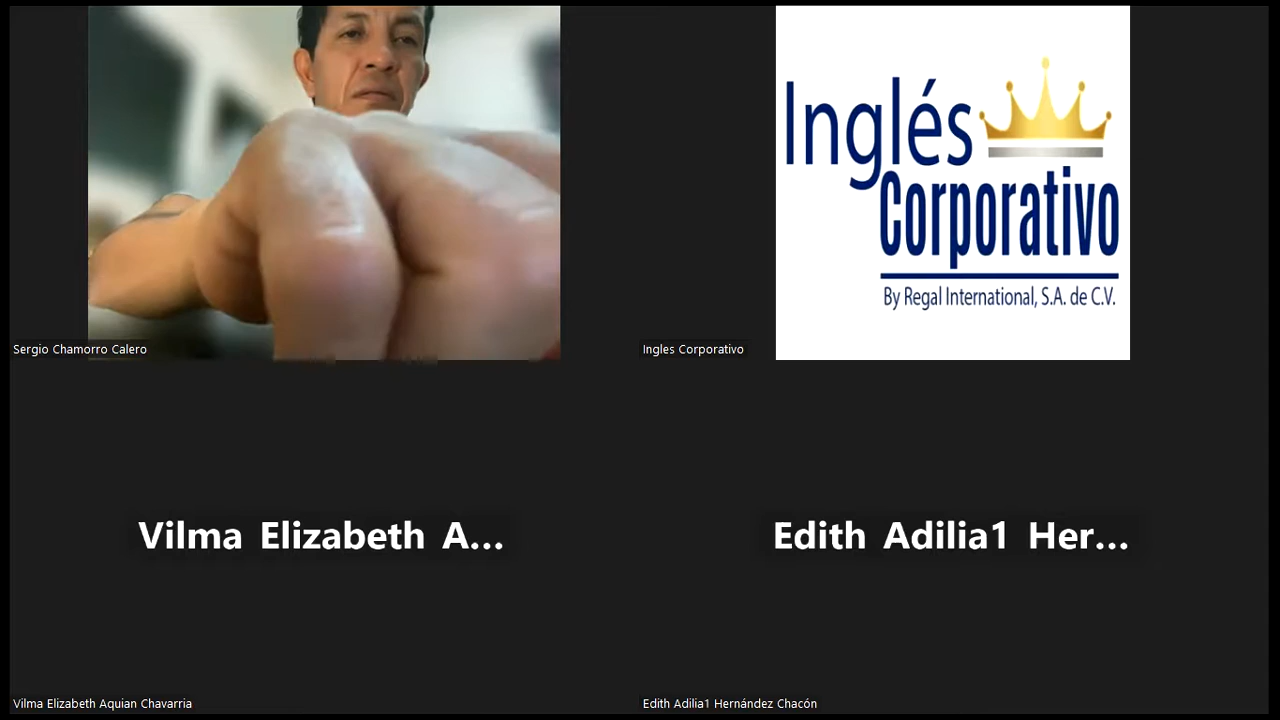 Inglés
Corporativo
By Regal International, S.A. de C.V.
Sergio Chamorro Calero
Ingles Corporativo
Vilma Elizabeth A...
Edith Adilia1 Her...
Vilma Elizabeth Aquian Chavarria
Edith Adilia1 Hernández Chacón